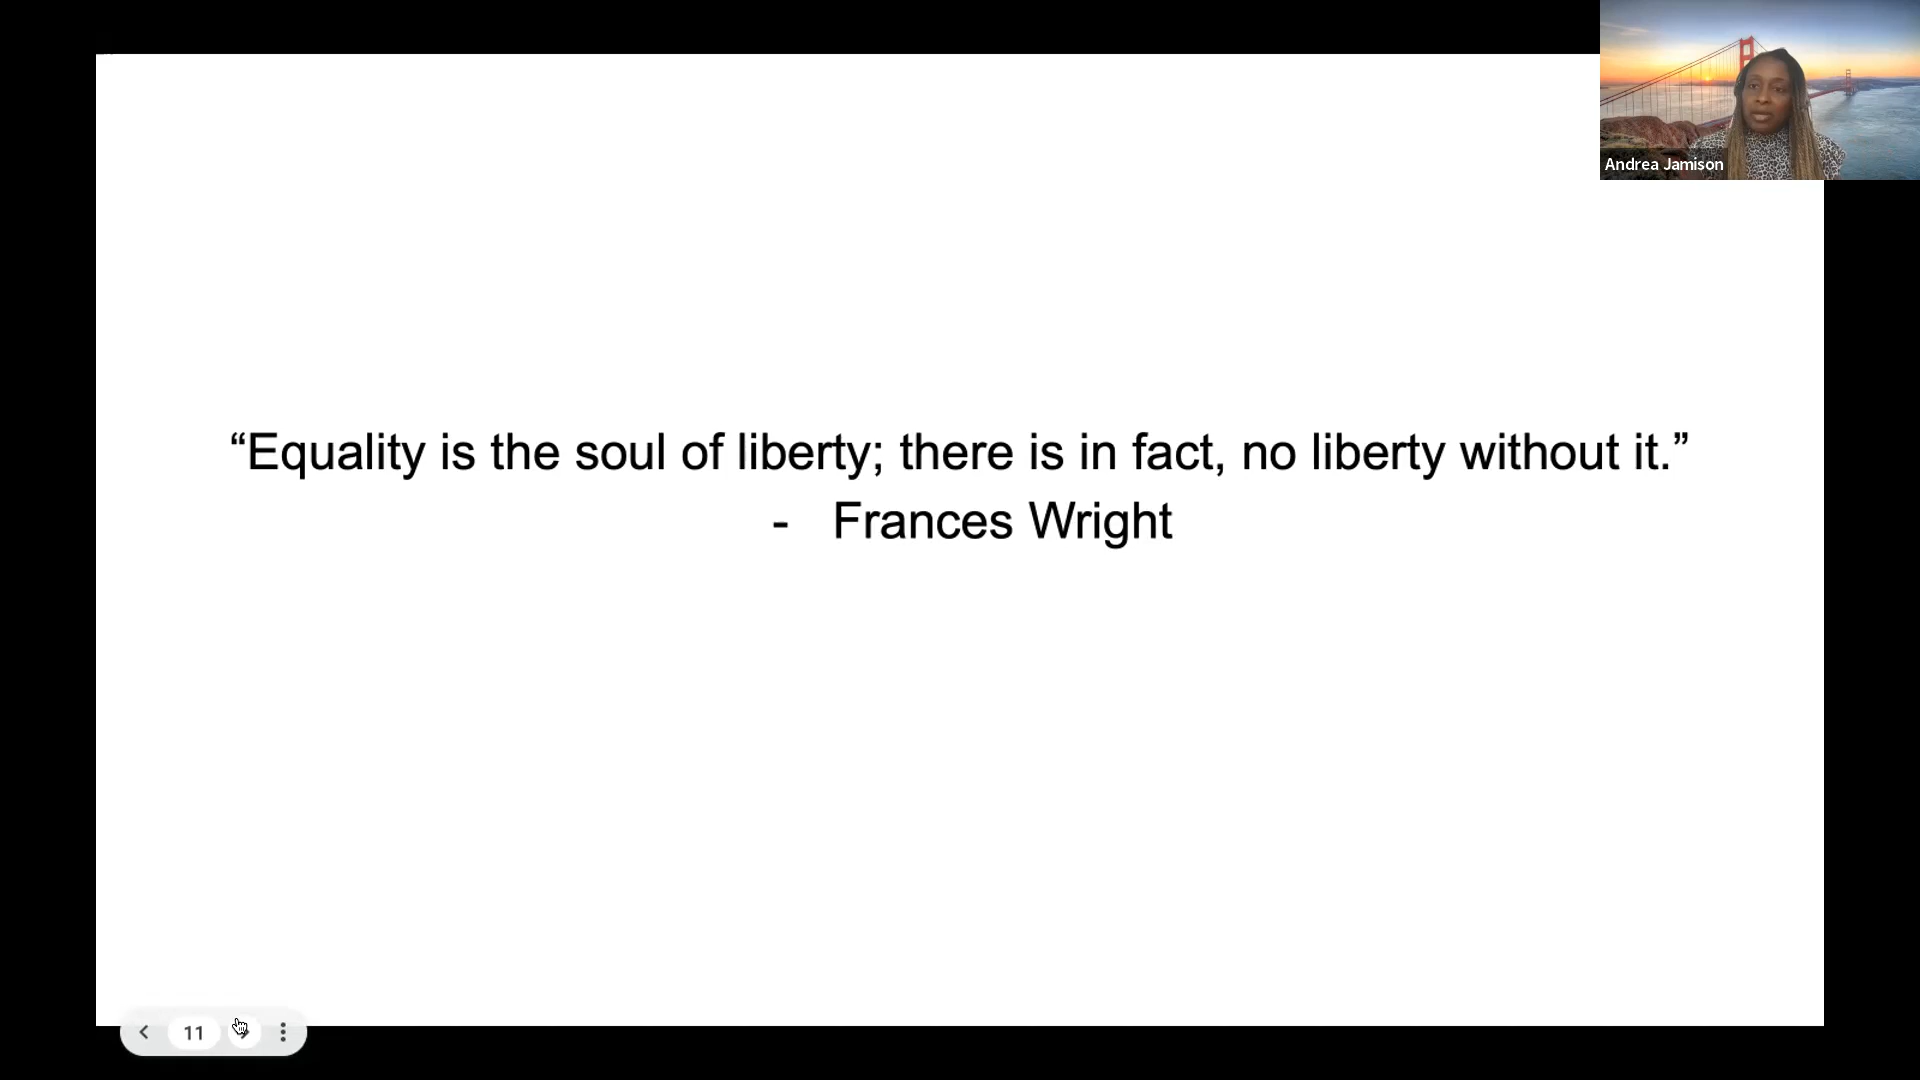 Andrea Jamison
“Equality is the soul of liberty; there is in fact, no liberty without it.”
- Frances Wright
11